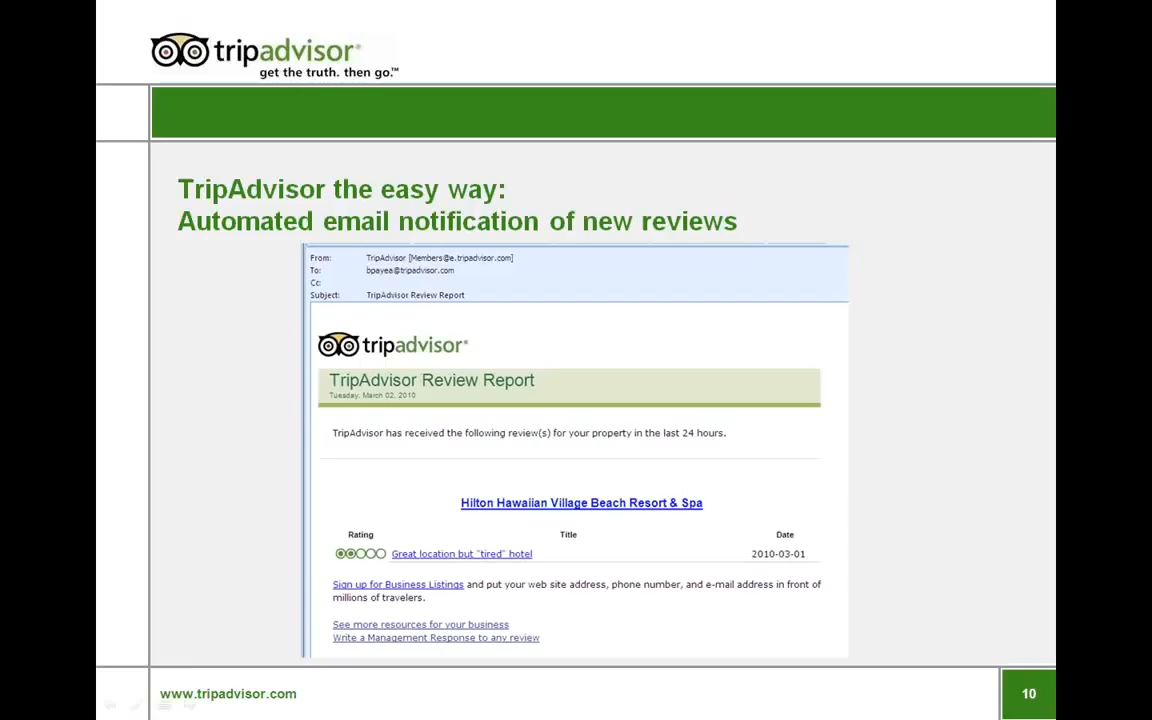 tripadvisor®
get the truth. then go.™
TripAdvisor the easy way:
Automated email notification of new reviews
From: TripAdvisor [Members@e.tripadvisor.com]
To: bpayea@tripadvisor.com
Cc:
Subject: TripAdvisor Review Report
tripadvisor®
TripAdvisor Review Report
Tuesday, March 02, 2010
TripAdvisor has received the following review(s) for your property in the last 24 hours.
Hilton Hawaiian Village Beach Resort & Spa
Rating Title Date
Great location but "tired" hotel 2010-03-01
Sign up for Business Listings and put your web site address, phone number, and e-mail address in front of
millions of travelers.
See more resources for your business
Write a Management Response to any review
www.tripadvisor.com 10